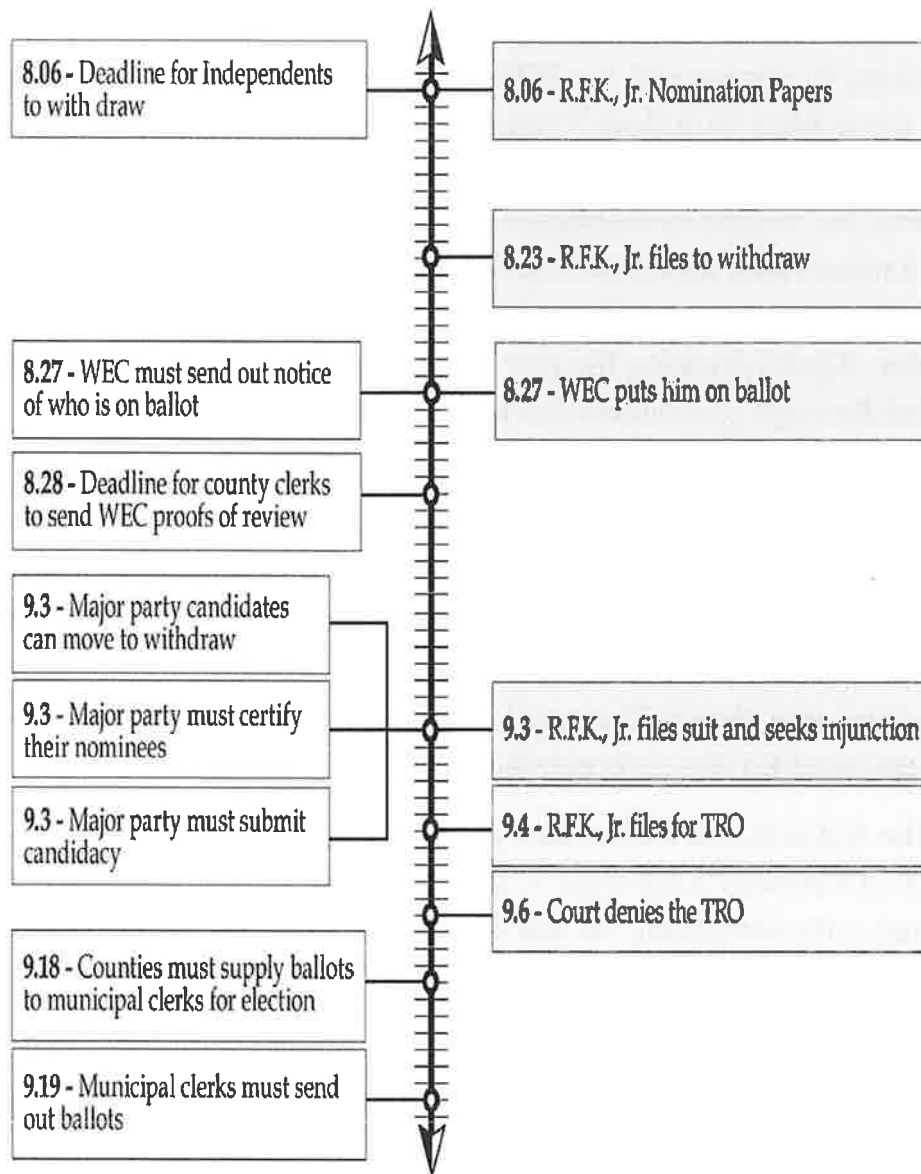 8.06 - Deadline for Independents
to with draw
8.06 - R.F.K., Jr. Nomination Papers
8.23 - R.F.K., Jr. files to withdraw
8.27 - WEC must send out notice
of who is on ballot
8.27 - WEC puts him on ballot
8.28 - Deadline for county clerks
to send WEC proofs of review
9.3 - Major party candidates
can move to withdraw
9.3 - Major party must certify
their nominees
9.3 - R.F.K., Jr. files suit and seeks injunction
9.3 - Major party must submit
candidacy
9.4 - R.F.K., Jr. files for TRO
9.6 - Court denies the TRO
9.18 - Counties must supply ballots
to municipal clerks for election
9.19 - Municipal clerks must send
out ballots